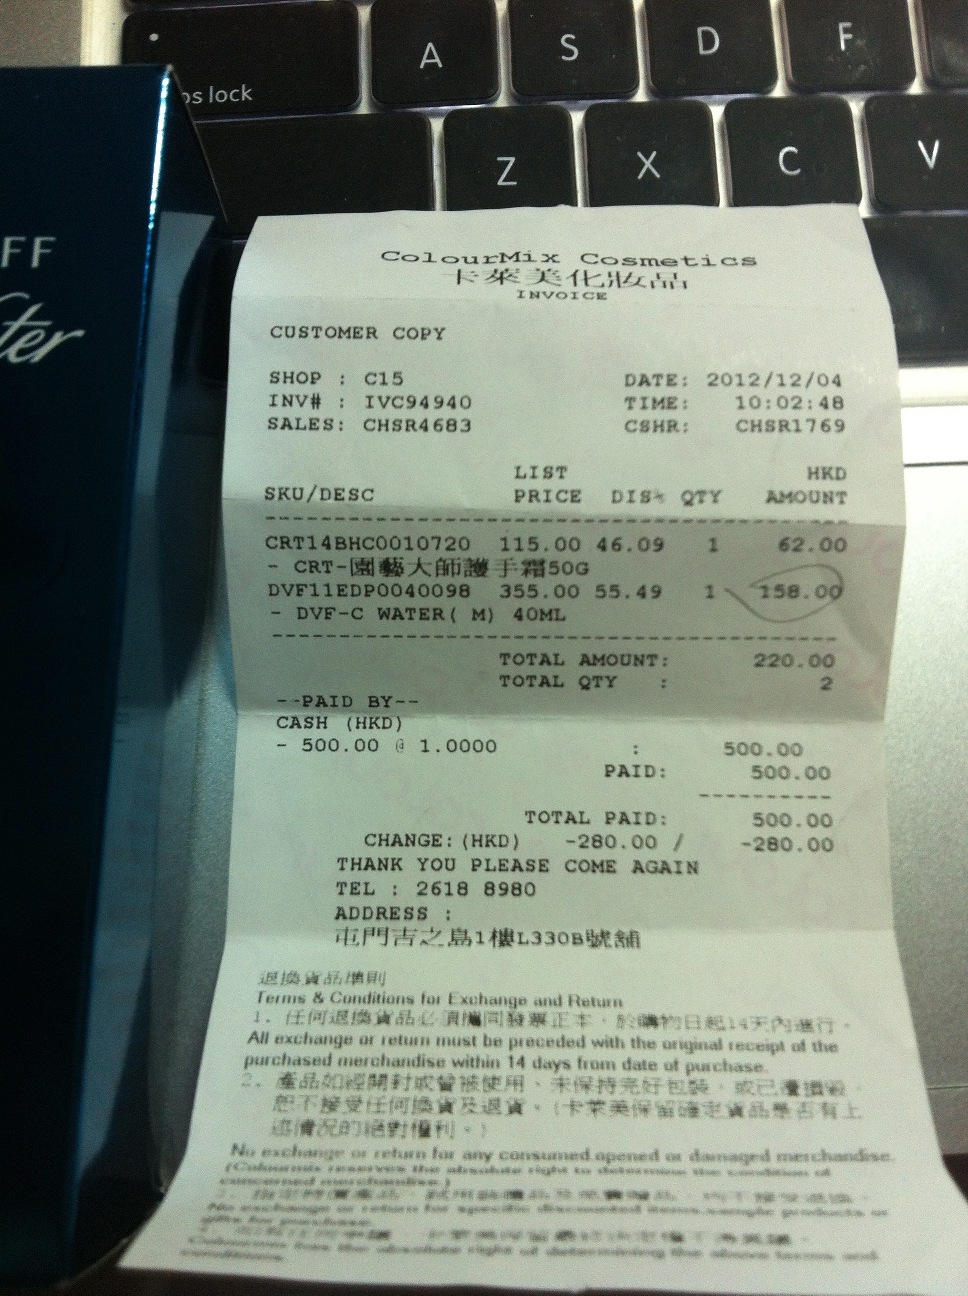 A S D F
caps lock
Z X C V
FF
ter
ColourMix Cosmetics
卡萊美化妝品
INVOICE
CUSTOMER COPY
SHOP : C15 DATE: 2012/12/04
INV# : IVC94940 TIME: 10:02:48
SALES: CHSR4683 CSHR: CHSR1769
LIST HKD
SKU/DESC PRICE DIS% QTY AMOUNT
CRT14BHC0010720 115.00 46.09 1 62.00
- CRT-園藝大師護手霜50G
DVF11EDP0040098 355.00 55.49 1 158.00
- DVF-C WATER( M) 40ML
TOTAL AMOUNT: 220.00
TOTAL QTY : 2
--PAID BY--
CASH (HKD)
- 500.00 @ 1.0000 : 500.00
PAID: 500.00
TOTAL PAID: 500.00
CHANGE:(HKD) -280.00 / -280.00
THANK YOU PLEASE COME AGAIN
TEL : 2618 8980
ADDRESS :
屯門吉之島1樓L330B號舖
退換貨品準則
Terms & Conditions for Exchange and Return
1. 任何退換貨品必須攜同發票正本，於購物日起14天內進行。
All exchange or return must be preceded with the original receipt of the
purchased merchandise within 14 days from date of purchase.
2. 產品如經開封或曾被使用、未保持完好包裝，或已遭損毀，
恕不接受任何換貨及退貨。(卡萊美保留確定貨品是否有上
述情況的絕對權利。)
No exchange or return for any consumed,opened or damaged merchandise.
(Colourmix reserves the absolute right to determine the condition of
concerned merchandise.)
No exchange or return for specific discounted items,sample products or
gifts for purchase.
Colourmix has the absolute right of determining the above terms and
conditions.